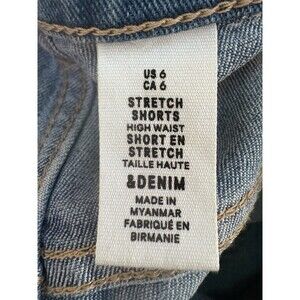 US 6
CA 6
STRETCH
SHORTS
HIGH WAIST
SHORT EN
STRETCH
TAILLE HAUTE
&DENIM
MADE IN
MYANMAR
FABRIQUÉ EN
BIRMANIE